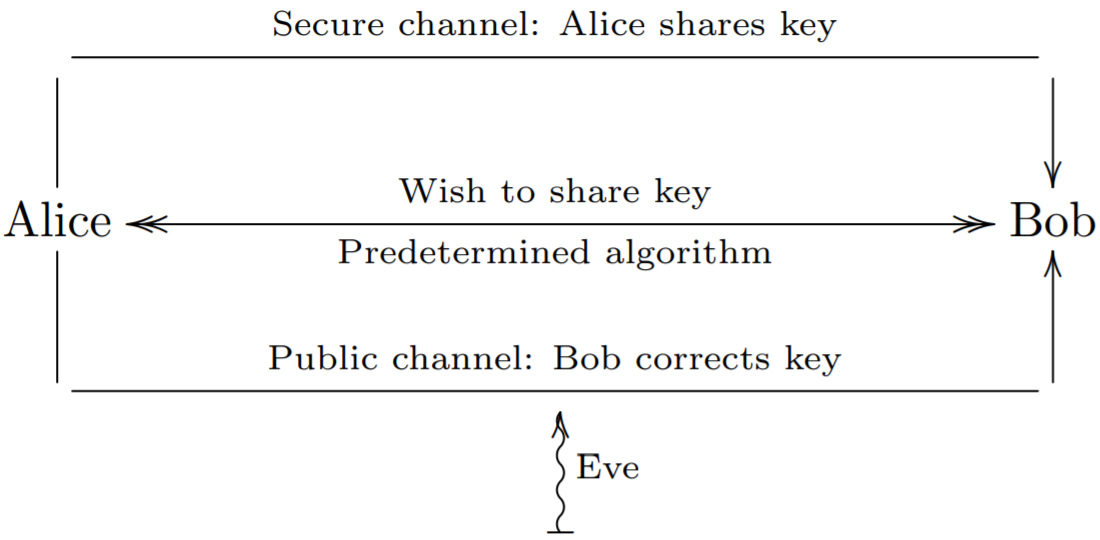 Secure channel: Alice shares key
Wish to share key
Alice
Bob
Predetermined algorithm
Public channel: Bob corrects key
Eve